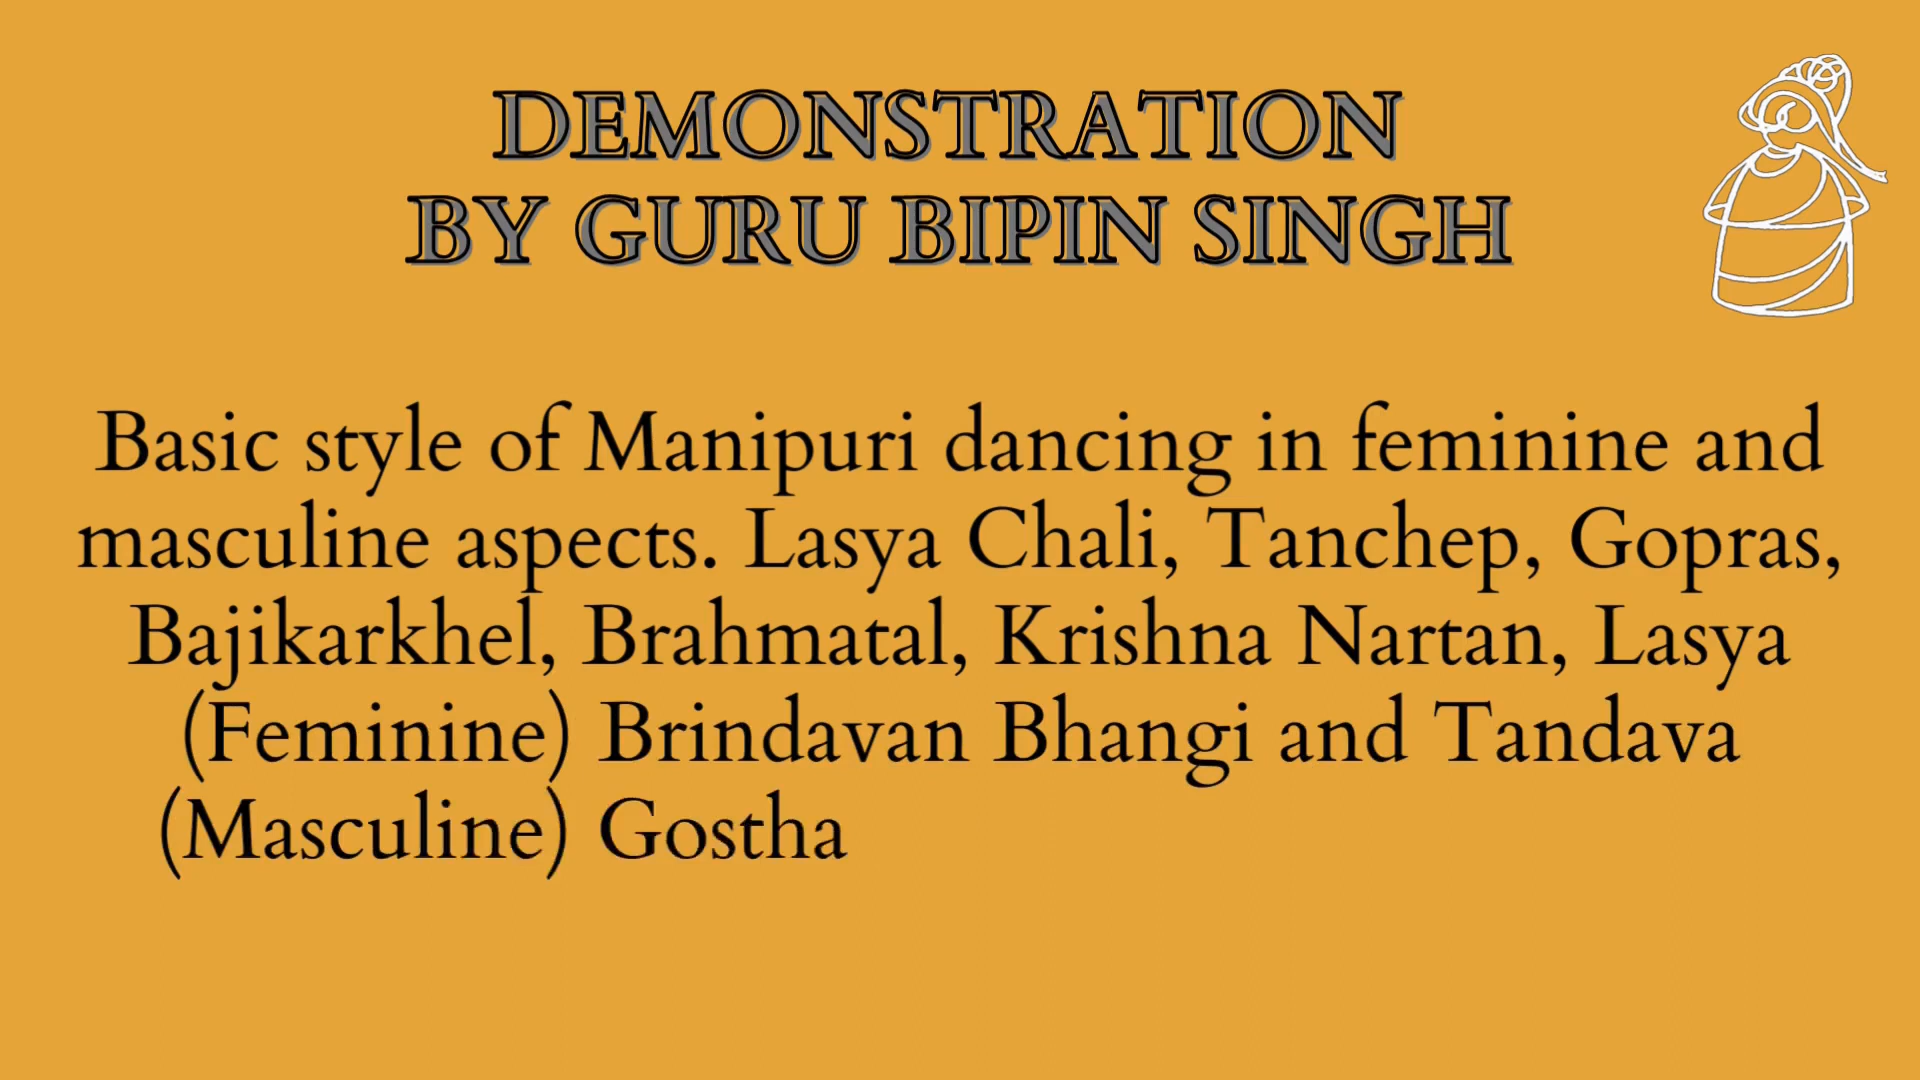 DEMONSTRATION
BY GURU BIPIN SINGH
Basic style of Manipuri dancing in feminine and
masculine aspects. Lasya Chali, Tanchep, Gopras,
Bajikarkhel, Brahmatal, Krishna Nartan, Lasya
(Feminine) Brindavan Bhangi and Tandava
(Masculine) Gostha